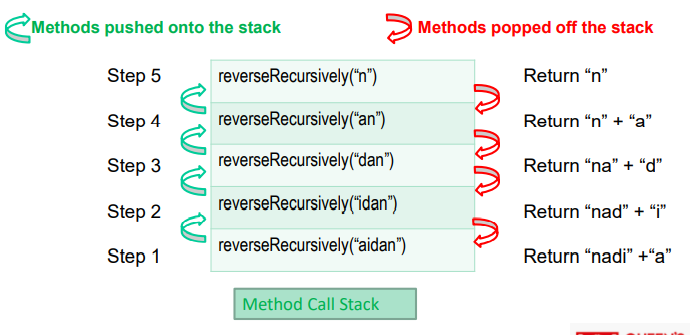 Methods pushed onto the stack
Methods popped off the stack
Step 5 reverseRecursively(“n”) Return “n”
Step 4 reverseRecursively(“an”) Return “n” + “a”
Step 3 reverseRecursively(“dan”) Return “na” + “d”
Step 2 reverseRecursively(“idan”) Return “nad” + “i”
Step 1 reverseRecursively(“aidan”) Return “nadi” +“a”
Method Call Stack